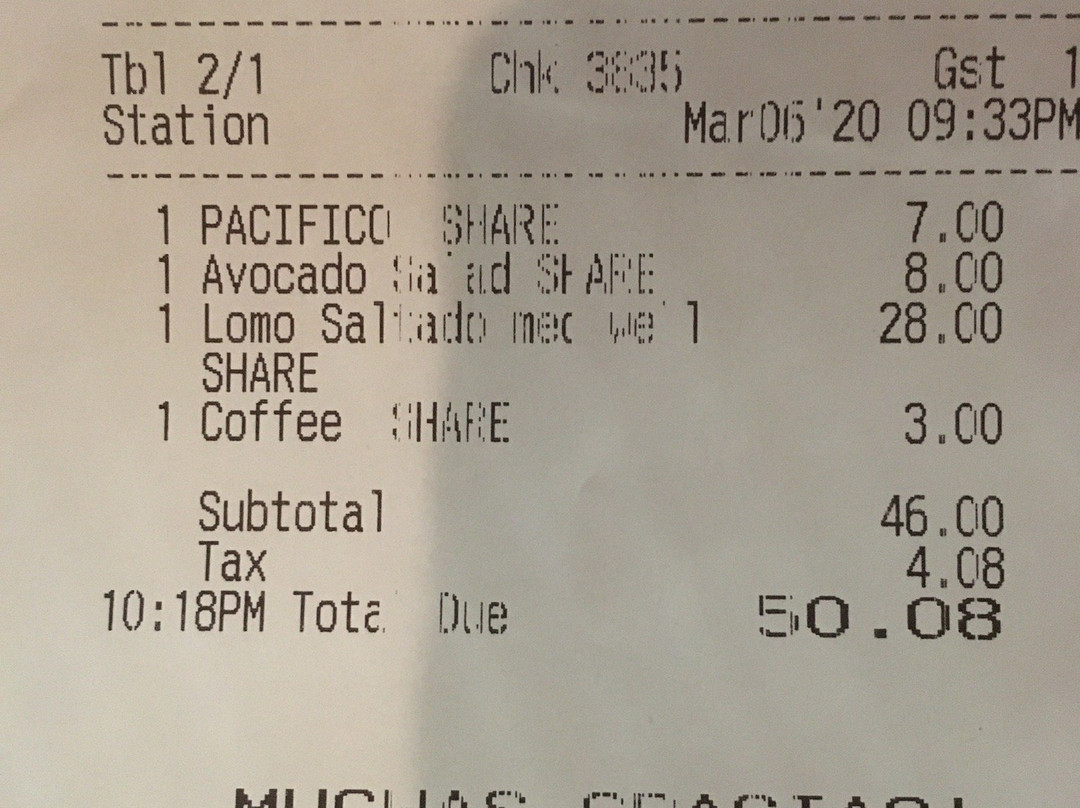 Tbl 2/1 Chk 3835 Gst 1
Station Mar06'20 09:33PM
1 PACIFICO SHARE 7.00
1 Avocado Salad SHARE 8.00
1 Lomo Saltado med well 28.00
SHARE
1 Coffee SHARE 3.00
Subtotal 46.00
Tax 4.08
10:18PM Total Due 50.08
MUCHAS GRACIAS!